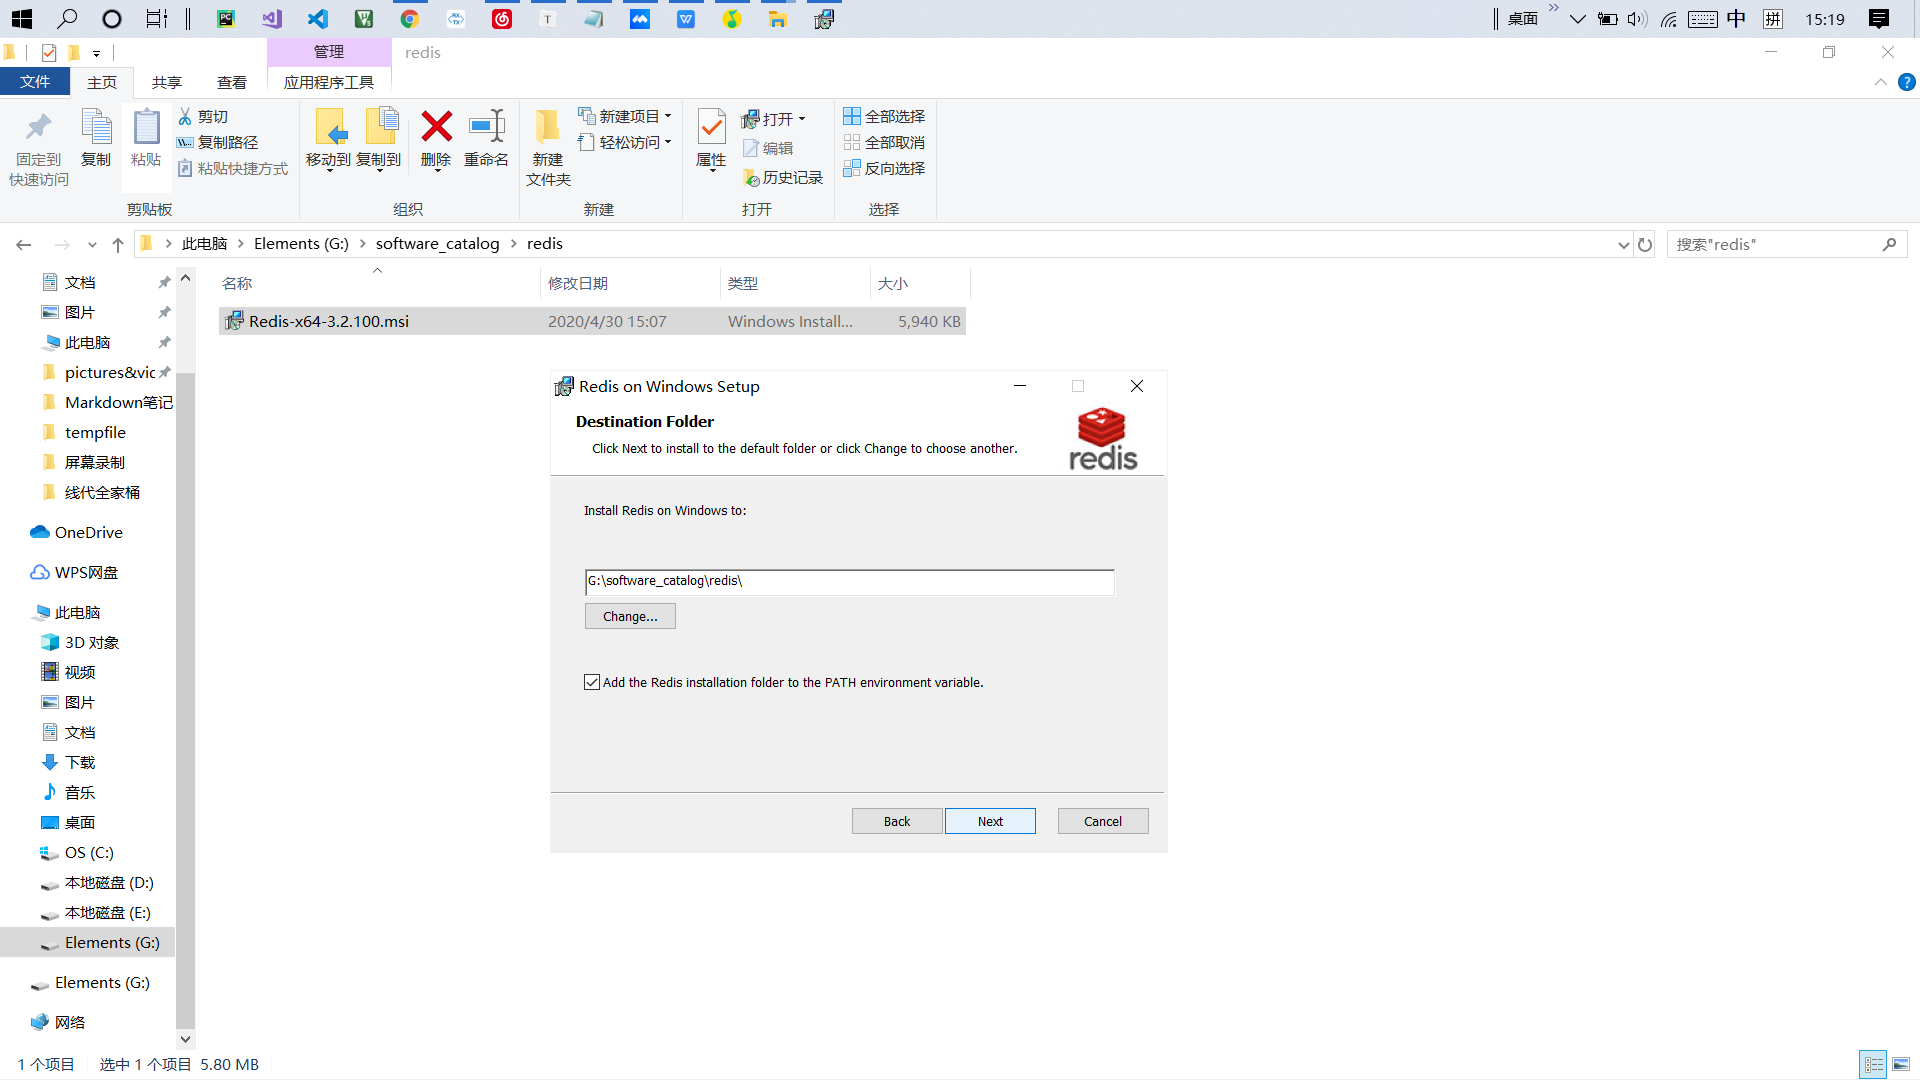 桌面
中
拼
15:19
管理
redis
文件
主页
共享
查看
应用程序工具
固定到
快速访问
复制
粘贴
剪切
复制路径
粘贴快捷方式
剪贴板
移动到
复制到
删除
重命名
组织
新建
文件夹
新建项目
轻松访问
新建
属性
打开
编辑
历史记录
打开
全部选择
全部取消
反向选择
选择
此电脑 Elements (G:) software_catalog redis
搜索"redis"
名称 修改日期 类型 大小
Redis-x64-3.2.100.msi 2020/4/30 15:07 Windows Install... 5,940 KB
文档
图片
此电脑
pictures&vic
Markdown笔记
tempfile
屏幕录制
线代全家桶
OneDrive
WPS网盘
此电脑
3D 对象
视频
图片
文档
下载
音乐
桌面
OS (C:)
本地磁盘 (D:)
本地磁盘 (E:)
Elements (G:)
Elements (G:)
网络
Redis on Windows Setup
Destination Folder
Click Next to install to the default folder or click Change to choose another.
redis
Install Redis on Windows to:
G:\software_catalog\redis\
Change...
Add the Redis installation folder to the PATH environment variable.
Back
Next
Cancel
1 个项目 选中 1 个项目 5.80 MB